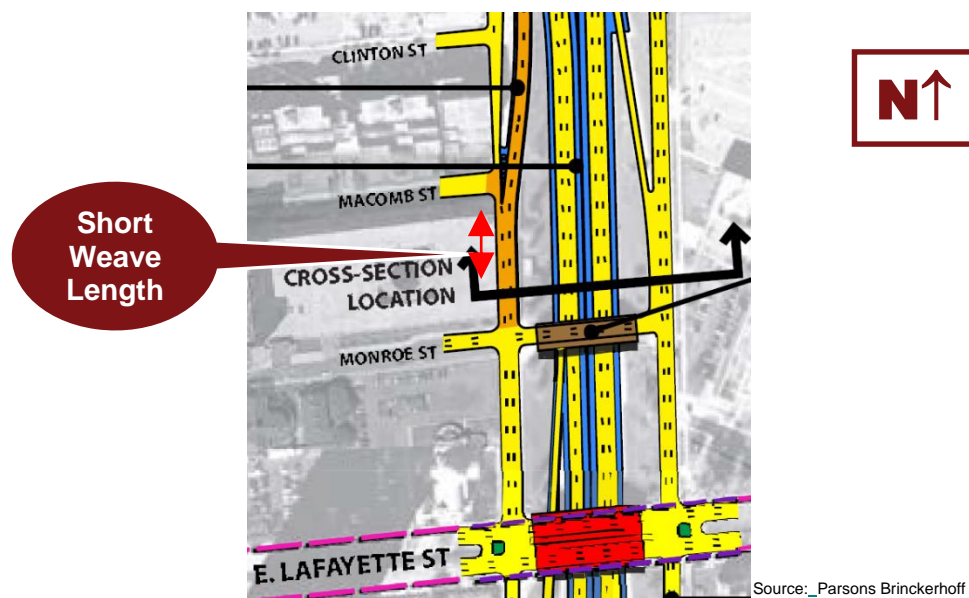 CLINTON ST
N↑
MACOMB ST
Short
Weave
Length
CROSS-SECTION
LOCATION
MONROE ST
E. LAFAYETTE ST
Source:_Parsons Brinckerhoff